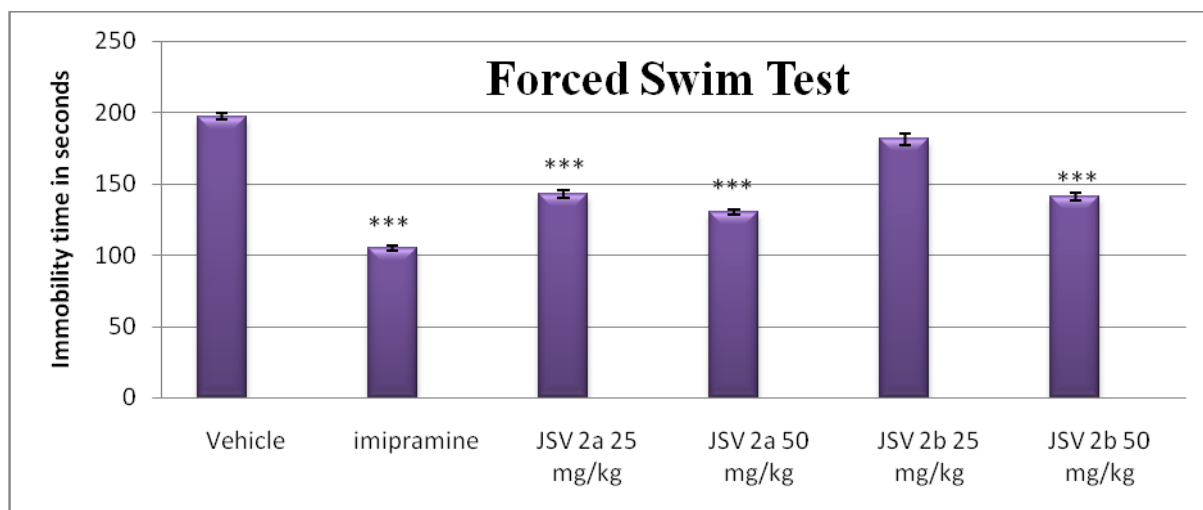 Forced Swim Test
Immobility time in seconds
250
200
150
100
50
0
***
***
***
***
Vehicle
imipramine
JSV 2a 25
mg/kg
JSV 2a 50
mg/kg
JSV 2b 25
mg/kg
JSV 2b 50
mg/kg